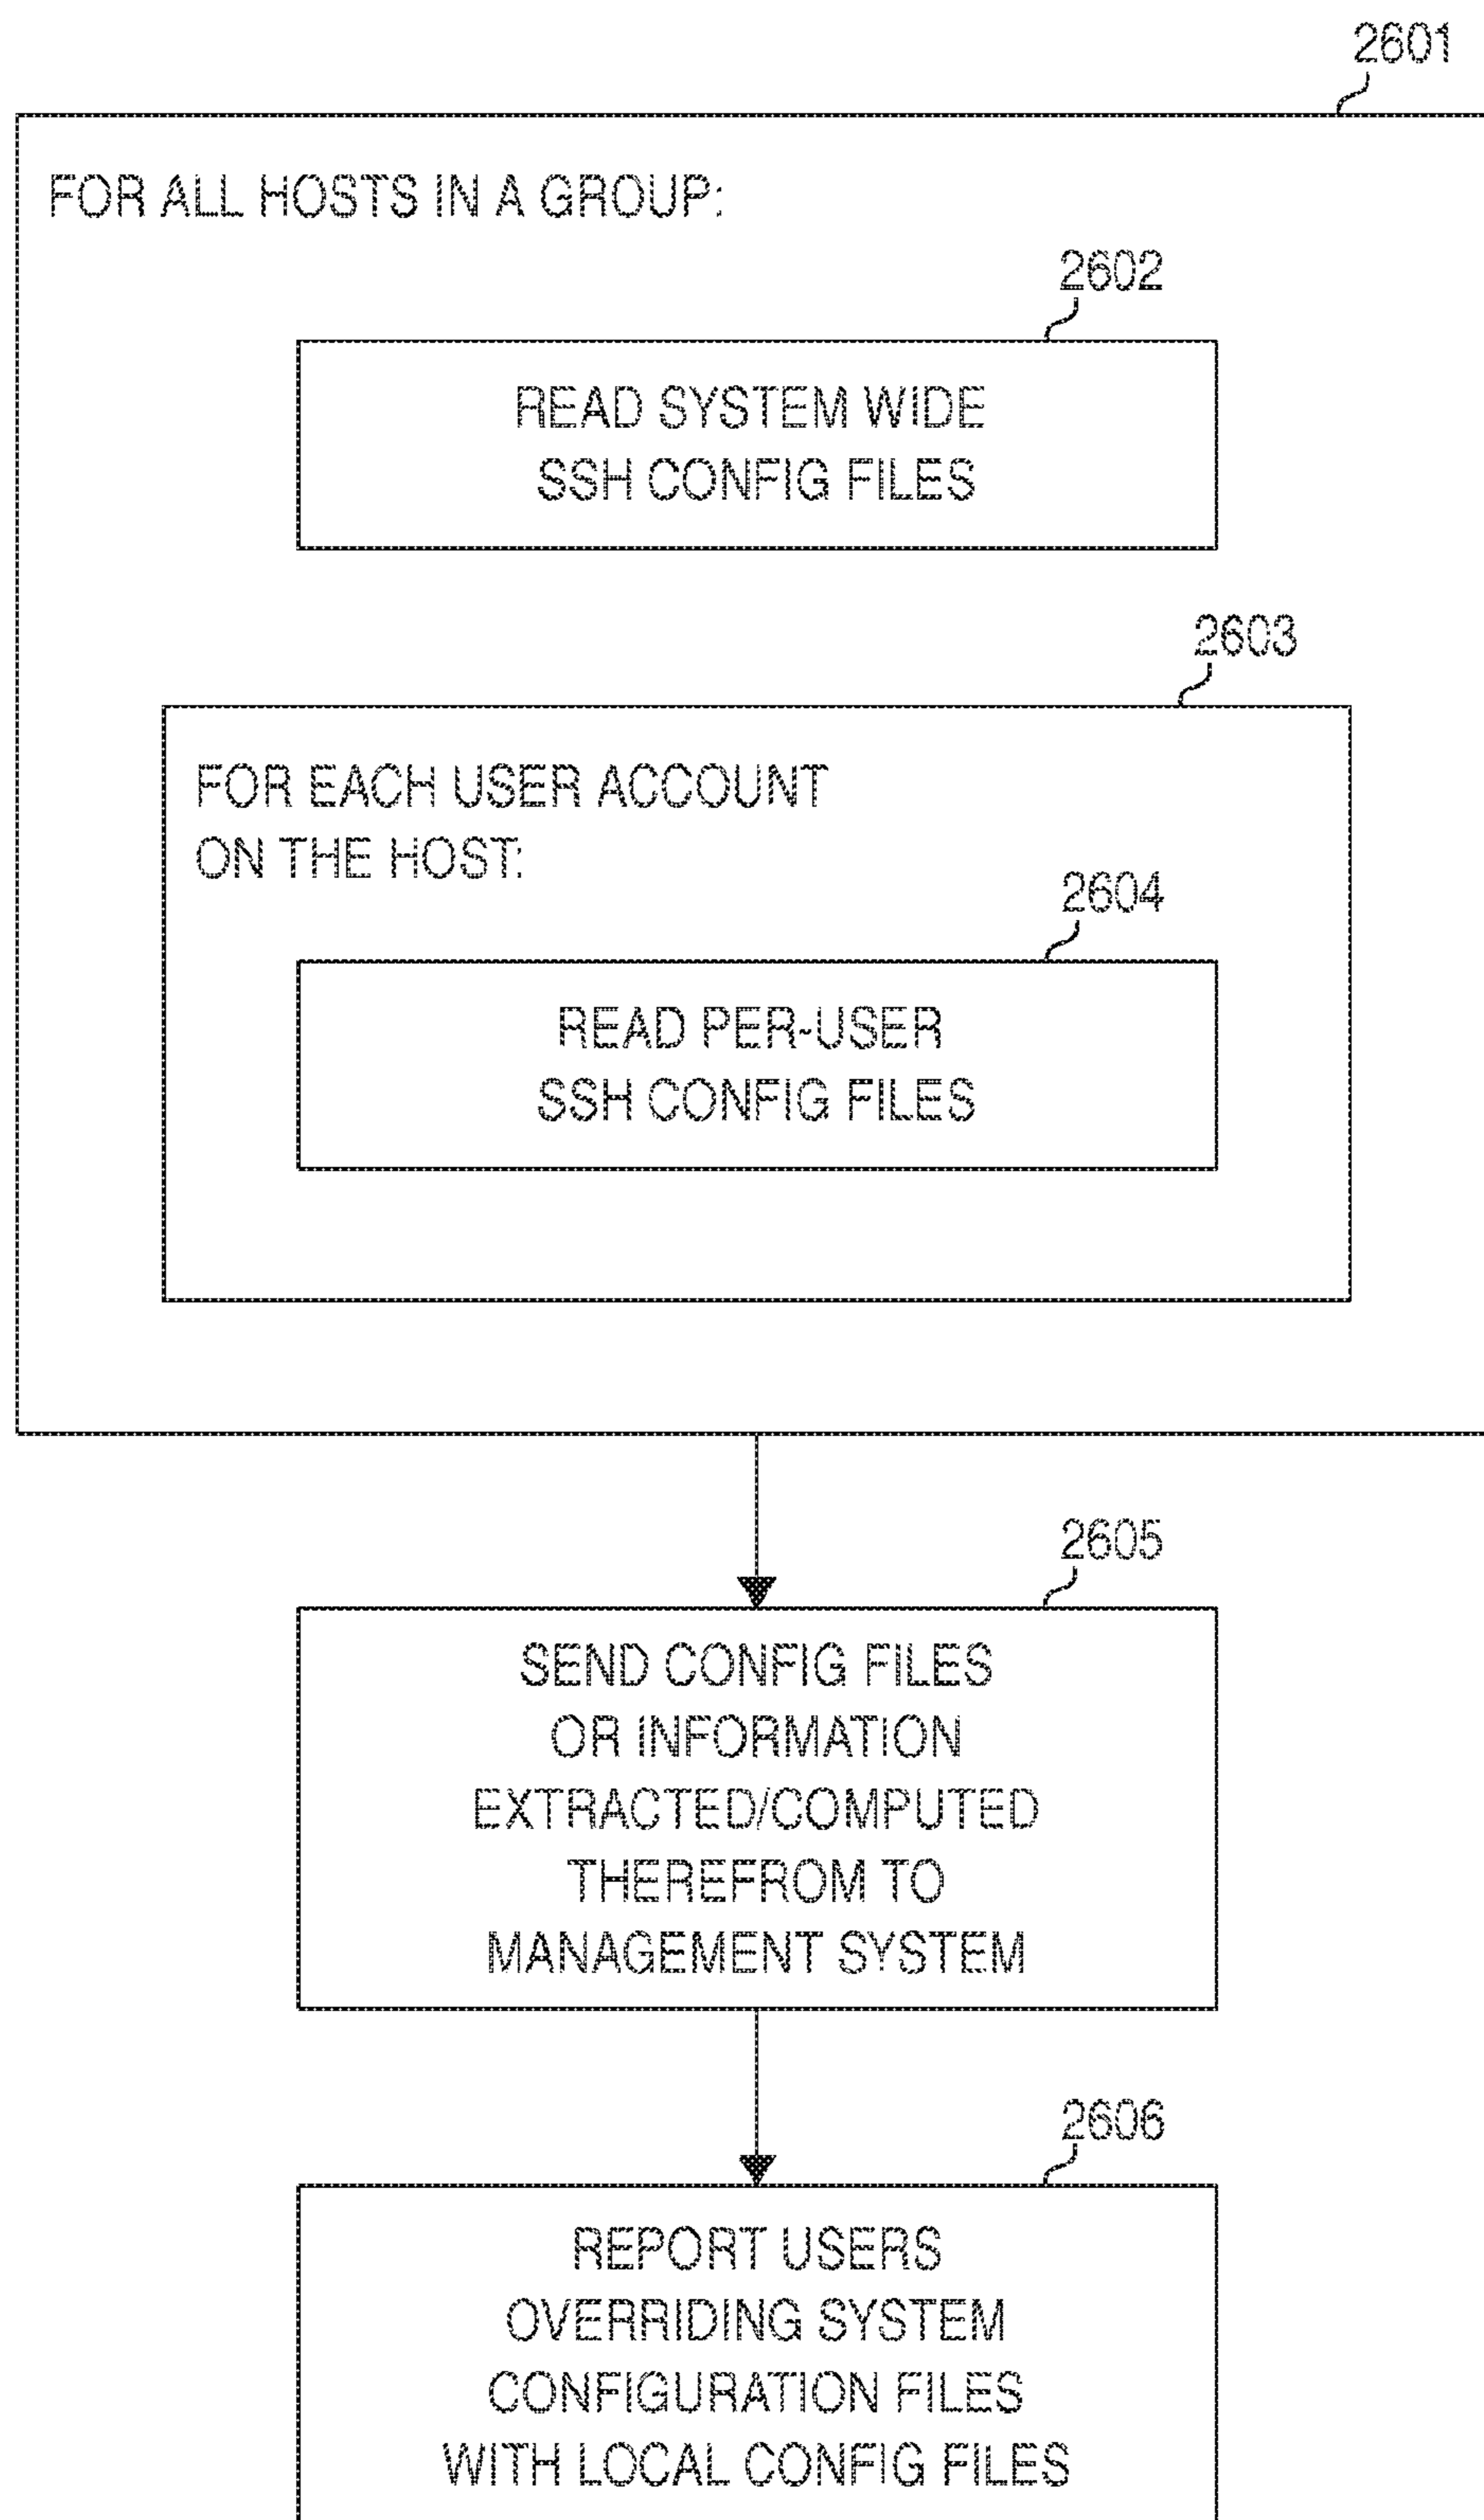 2601
FOR ALL HOSTS IN A GROUP:
2602
READ SYSTEM WIDE
SSH CONFIG FILES
2603
FOR EACH USER ACCOUNT
ON THE HOST:
2604
READ PER-USER
SSH CONFIG FILES
2605
SEND CONFIG FILES
OR INFORMATION
EXTRACTED/COMPUTED
THEREFROM TO
MANAGEMENT SYSTEM
2606
REPORT USERS
OVERRIDING SYSTEM
CONFIGURATION FILES
WITH LOCAL CONFIG FILES